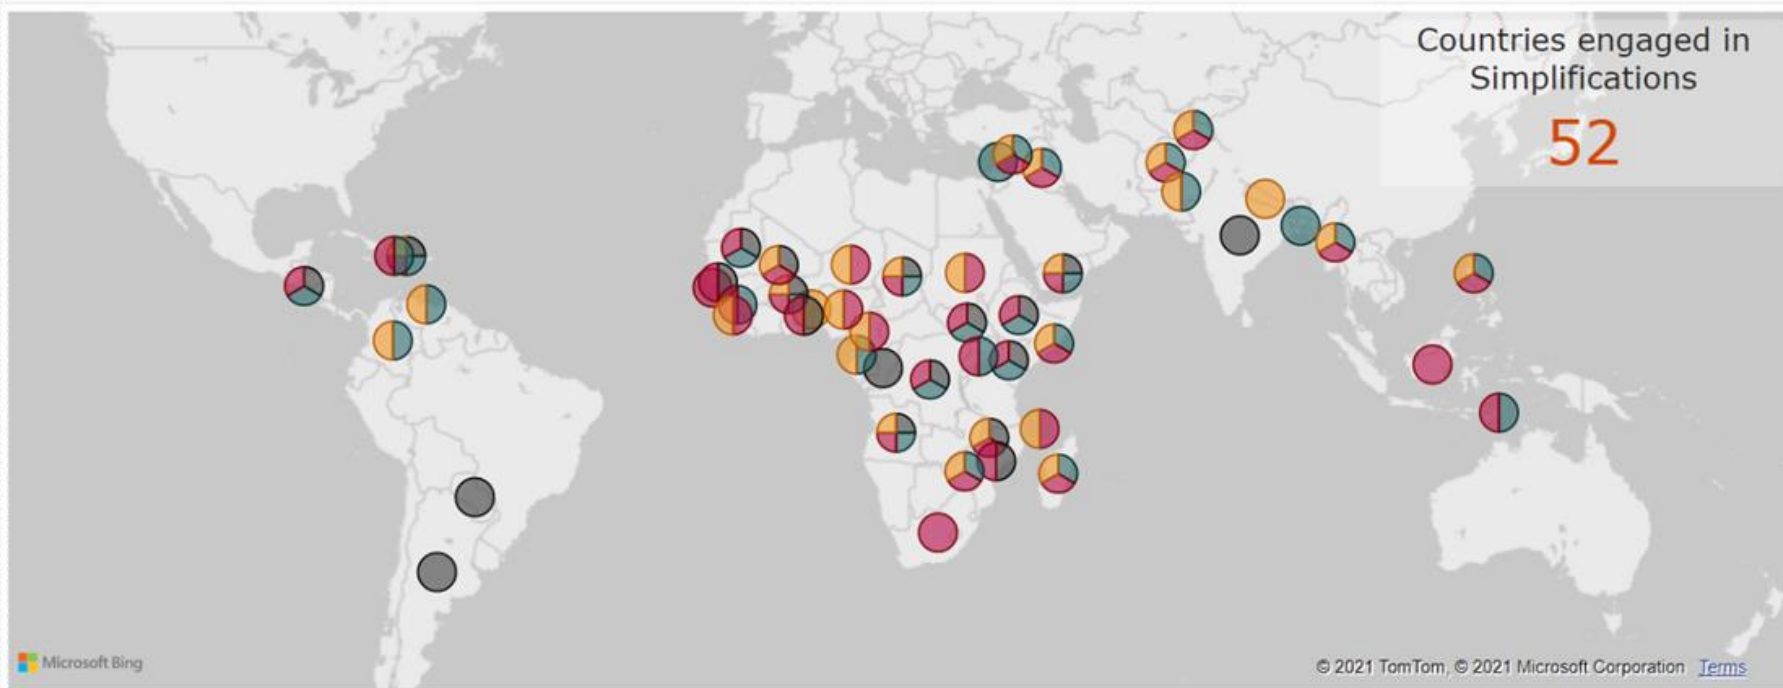 Countries engaged in
Simplifications
52
Microsoft Bing
© 2021 TomTom, © 2021 Microsoft Corporation Terms